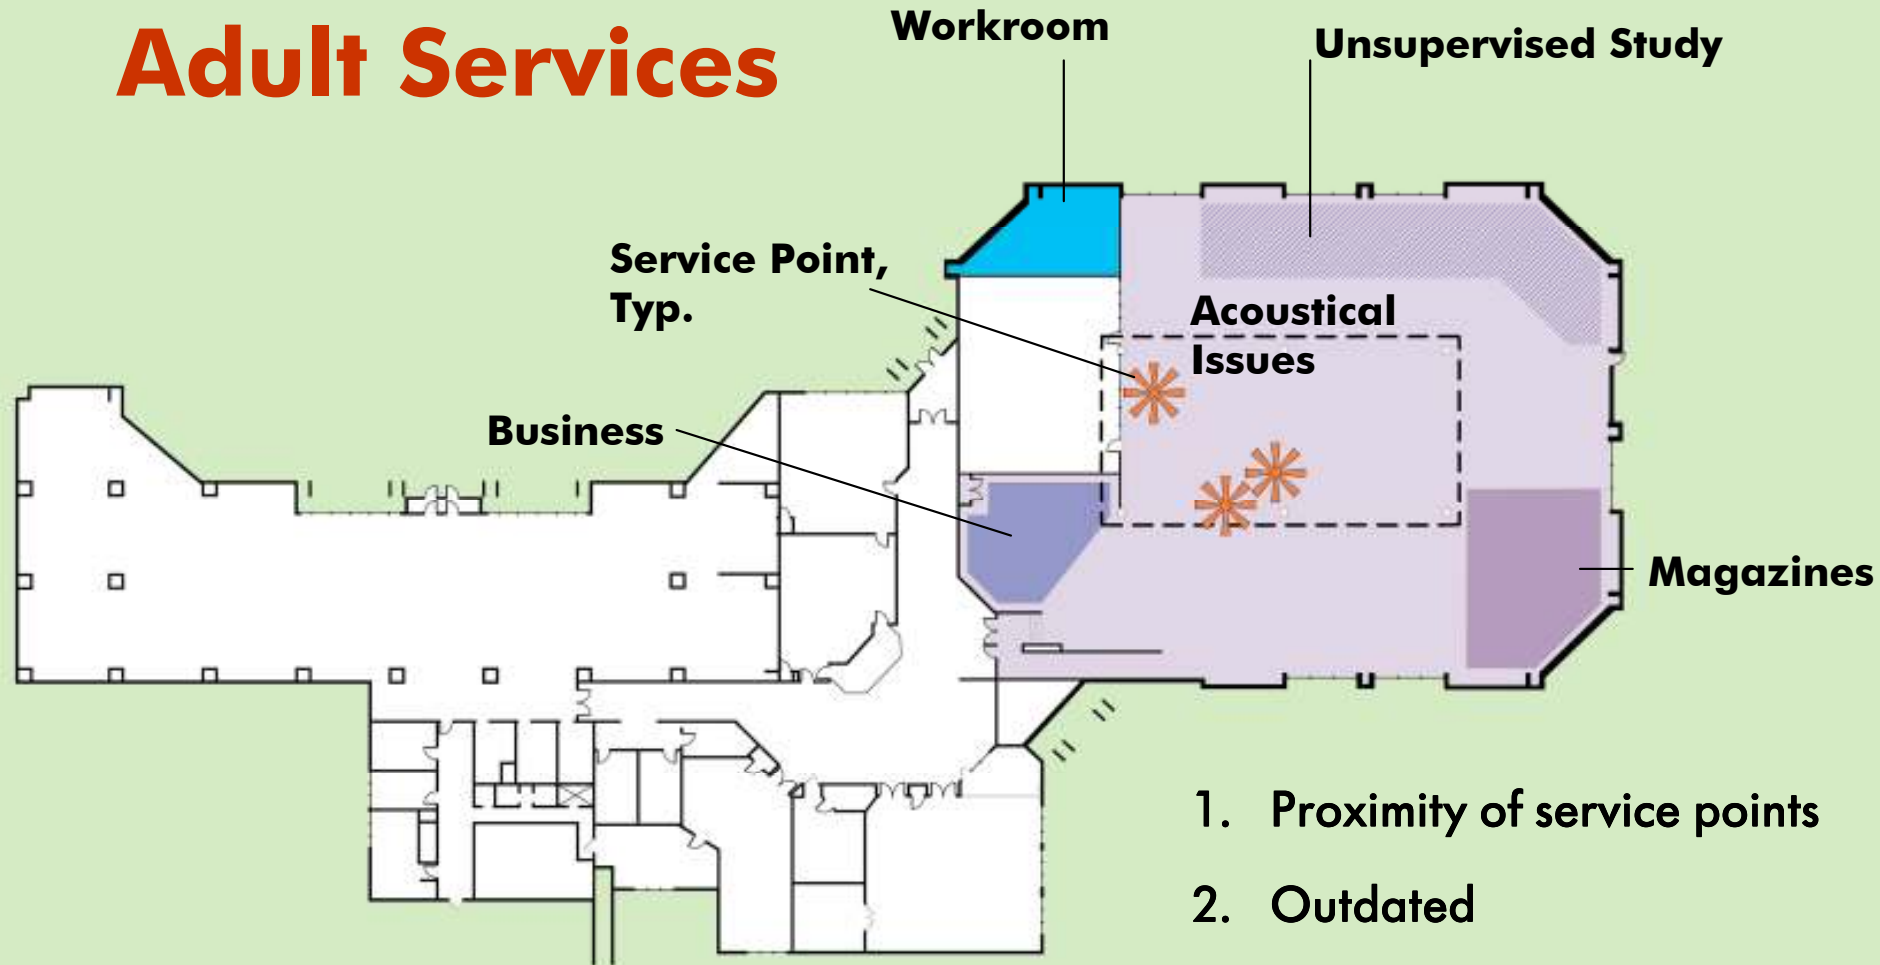 Adult Services
Workroom
Unsupervised Study
Service Point,
Typ.
Acoustical
Issues
Business
Magazines
1. Proximity of service points
2. Outdated